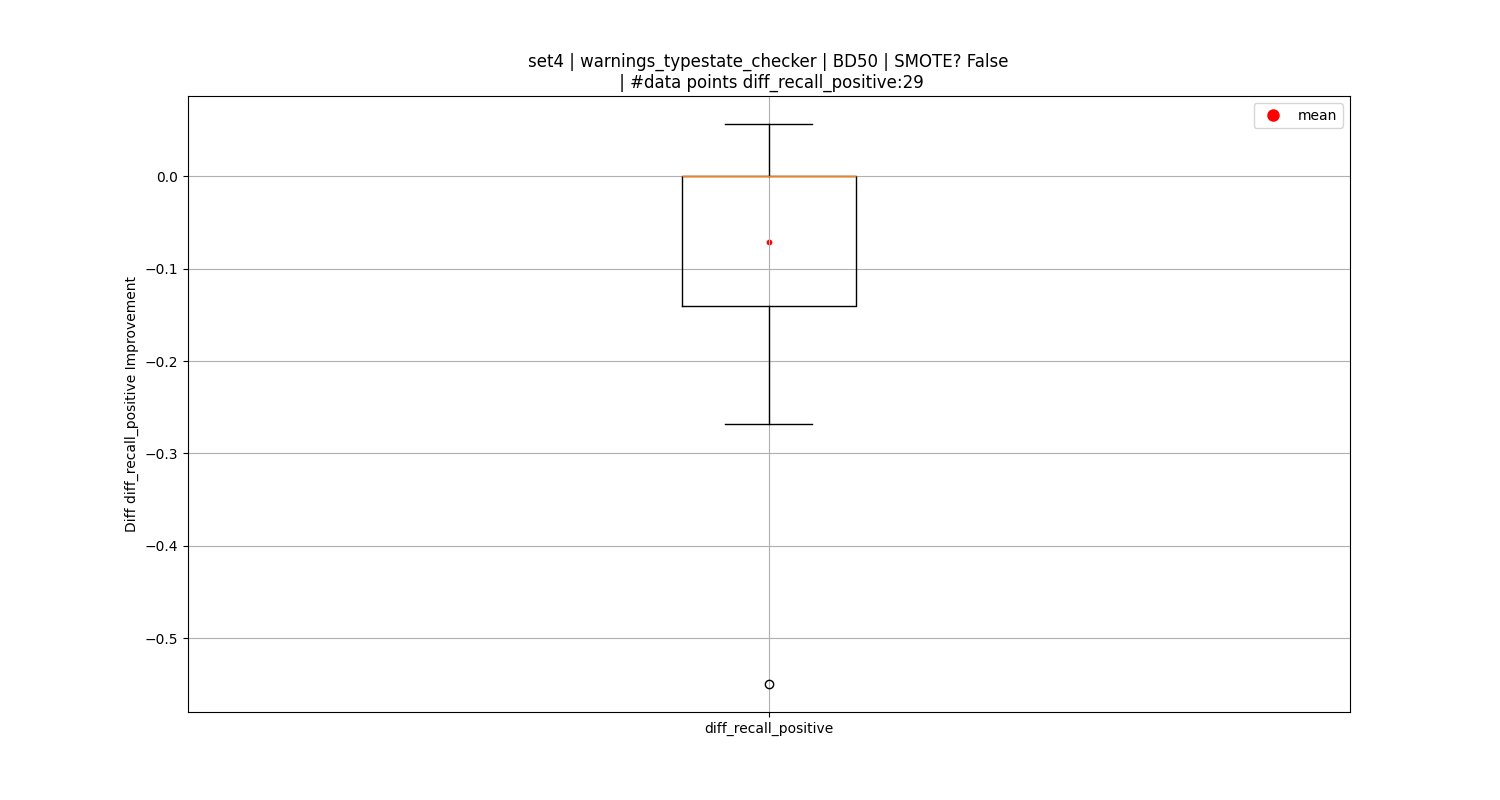 set4 | warnings_typestate_checker | BD50 | SMOTE? False
| #data points diff_recall_positive:29
mean
0.0
−0.1
−0.2
−0.3
−0.4
−0.5
Diff diff_recall_positive Improvement
diff_recall_positive